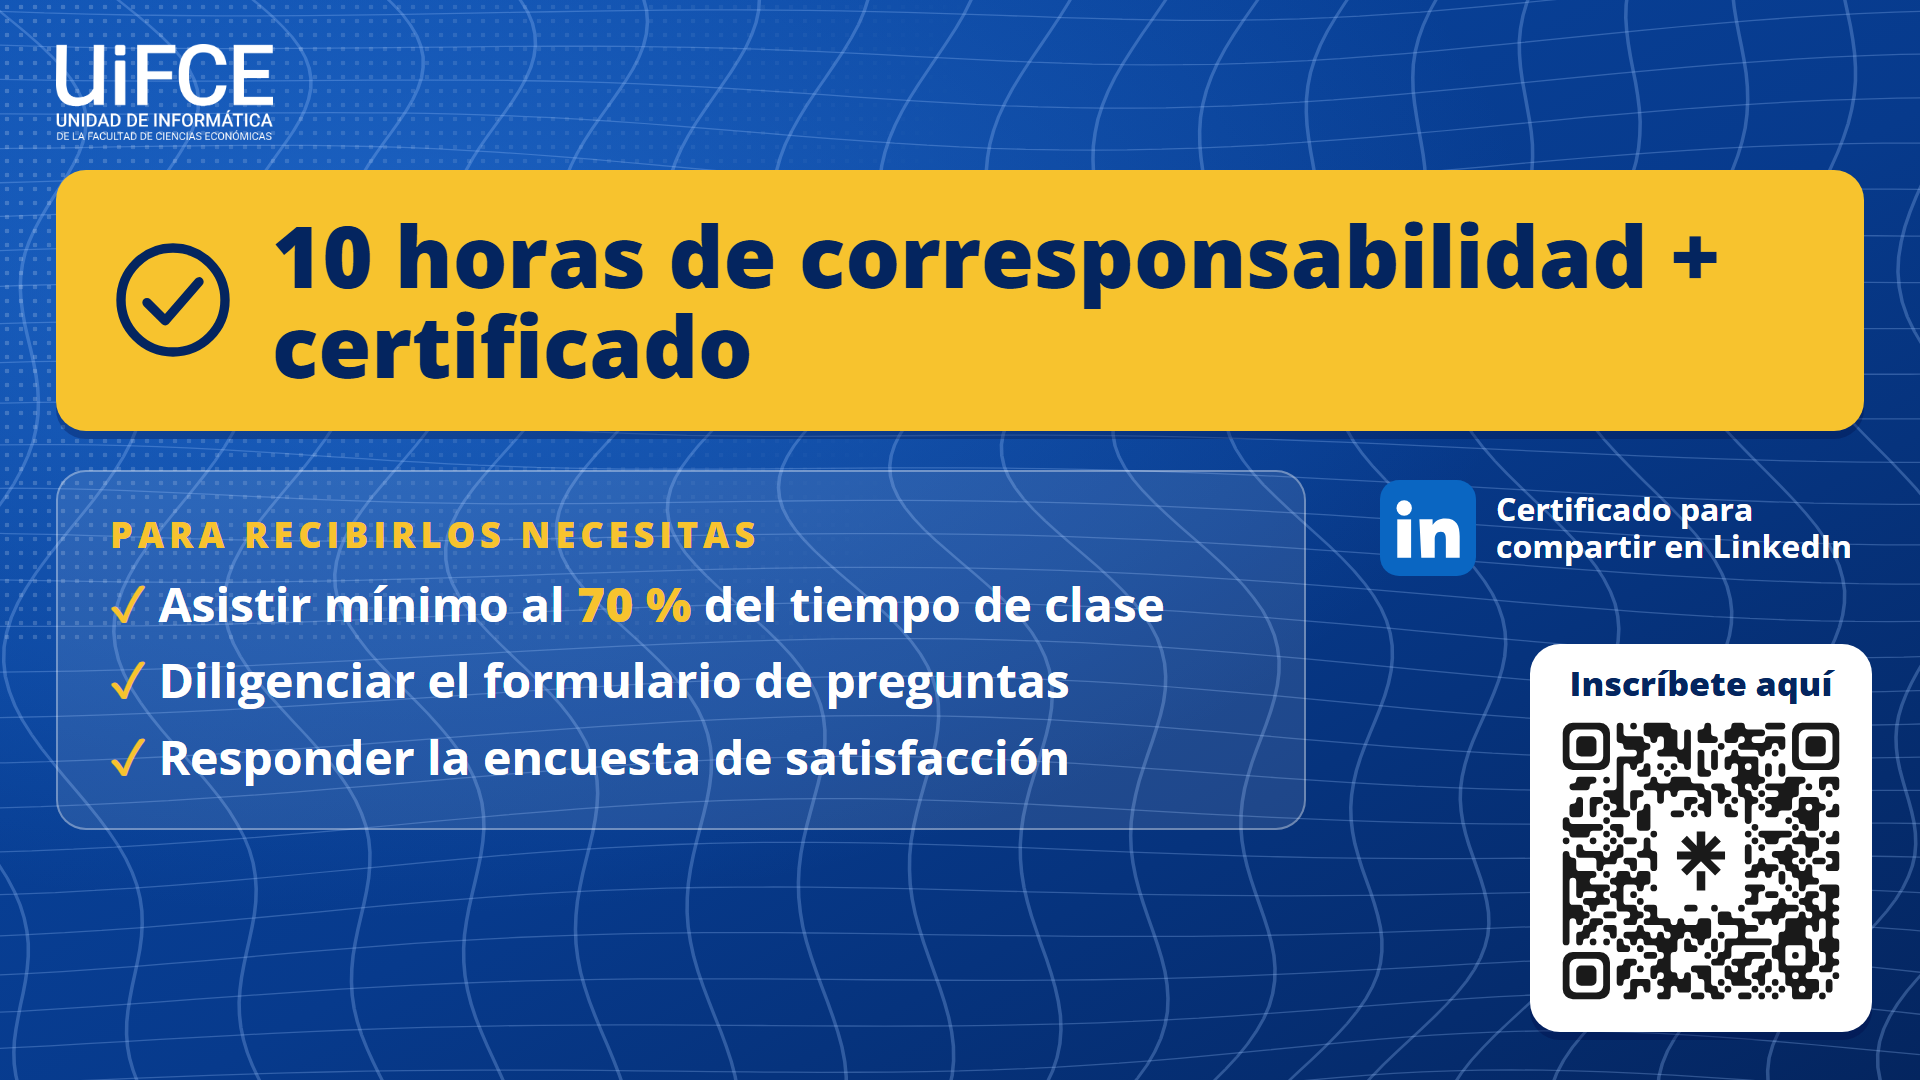 UiFCE
UNIDAD DE INFORMÁTICA
DE LA FACULTAD DE CIENCIAS ECONÓMICAS
10 horas de corresponsabilidad +
certificado
PARA RECIBIRLOS NECESITAS
✓ Asistir mínimo al 70 % del tiempo de clase
✓ Diligenciar el formulario de preguntas
✓ Responder la encuesta de satisfacción
in
Certificado para
compartir en LinkedIn
Inscríbete aquí